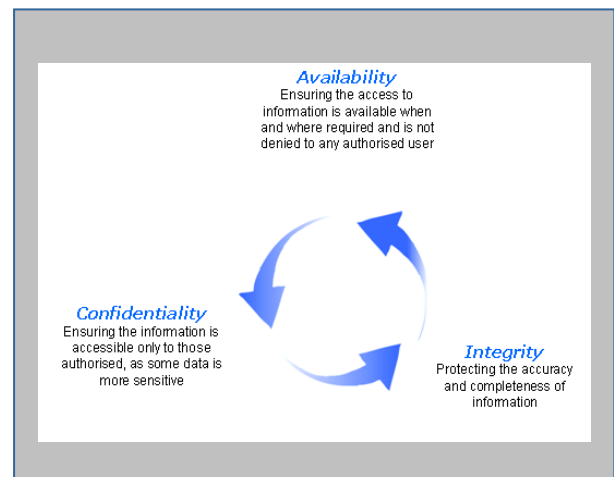 Availability
Ensuring the access to
information is available when
and where required and is not
denied to any authorised user
Confidentiality
Ensuring the information is
accessible only to those
authorised, as some data is
more sensitive
Integrity
Protecting the accuracy
and completeness of
information